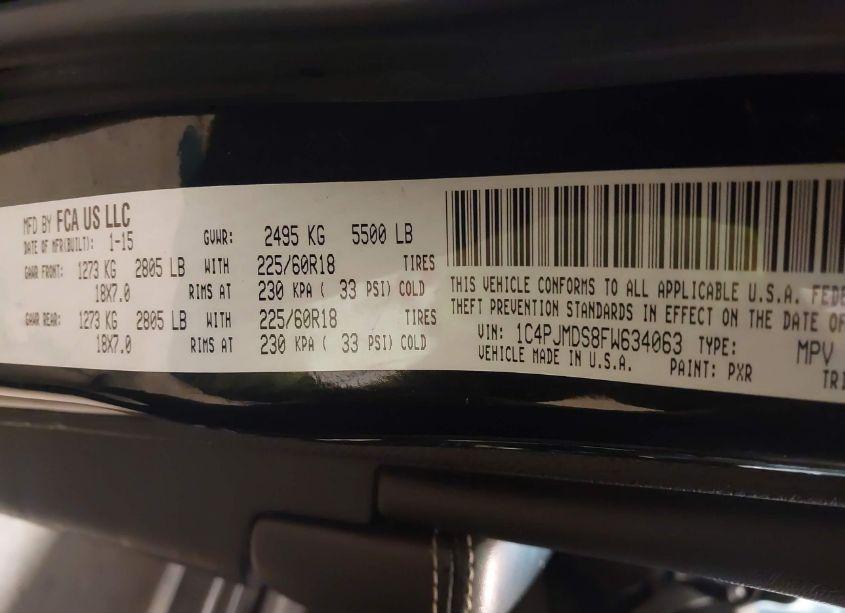 MFD BY FCA US LLC
DATE OF MFR(BUILT): 1-15 GVWR: 2495 KG 5500 LB
GAWR FRONT: 1273 KG 2805 LB WITH 225/60R18 TIRES
18X7.0 RIMS AT 230 KPA ( 33 PSI) COLD
GAWR REAR: 1273 KG 2805 LB WITH 225/60R18 TIRES
18X7.0 RIMS AT 230 KPA ( 33 PSI) COLD
THIS VEHICLE CONFORMS TO ALL APPLICABLE U.S.A. FEDE
THEFT PREVENTION STANDARDS IN EFFECT ON THE DATE OF
VIN: 1C4PJMDS8FW634063 TYPE: MPV
VEHICLE MADE IN U.S.A. PAINT: PXR TRI